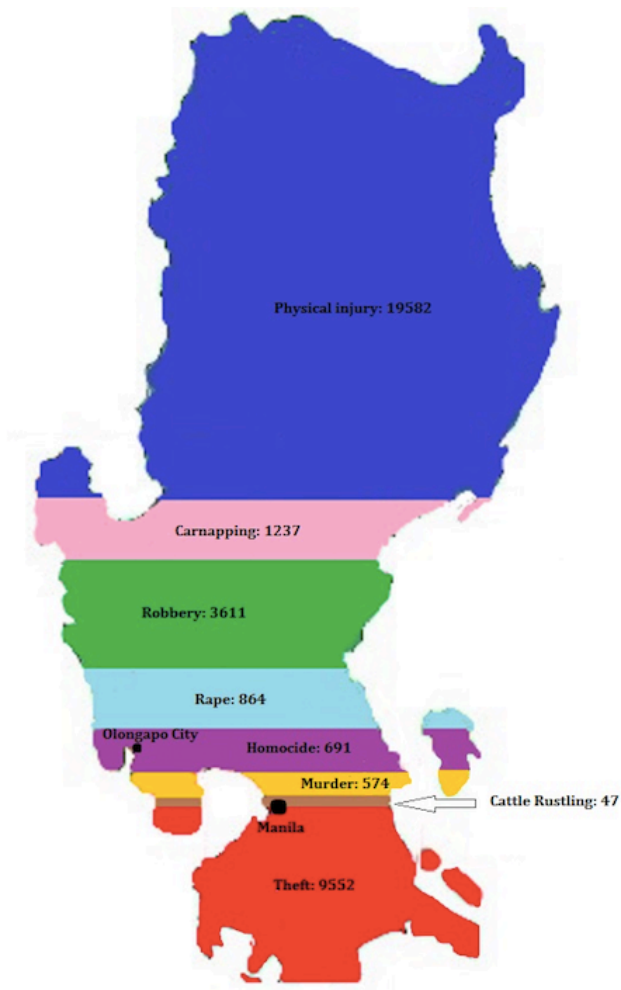 Physical injury: 19582
Carnapping: 1237
Robbery: 3611
Rape: 864
Olongapo City
Homocide: 691
Murder: 574
Cattle Rustling: 47
Manila
Theft: 9552